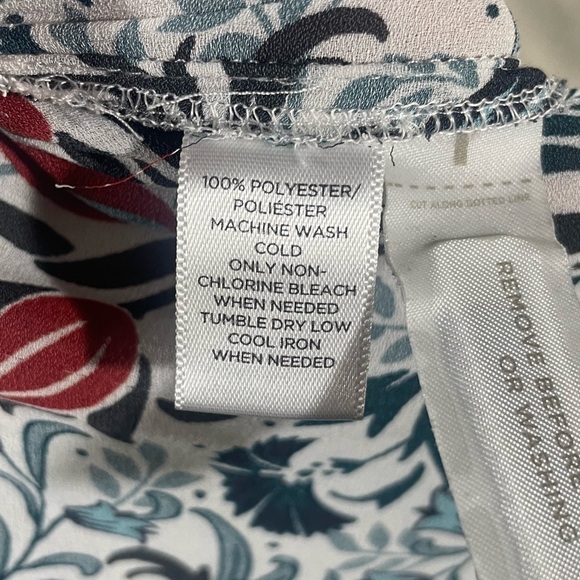 100% POLYESTER/
POLIÉSTER
MACHINE WASH
COLD
ONLY NON-
CHLORINE BLEACH
WHEN NEEDED
TUMBLE DRY LOW
COOL IRON
WHEN NEEDED
CUT ALONG DOTTED LINE
REMOVE BEFORE
OR WASHING